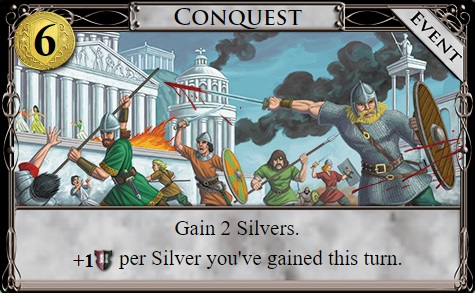 CONQUEST
EVENT
6
Gain 2 Silvers.
+1 per Silver you've gained this turn.